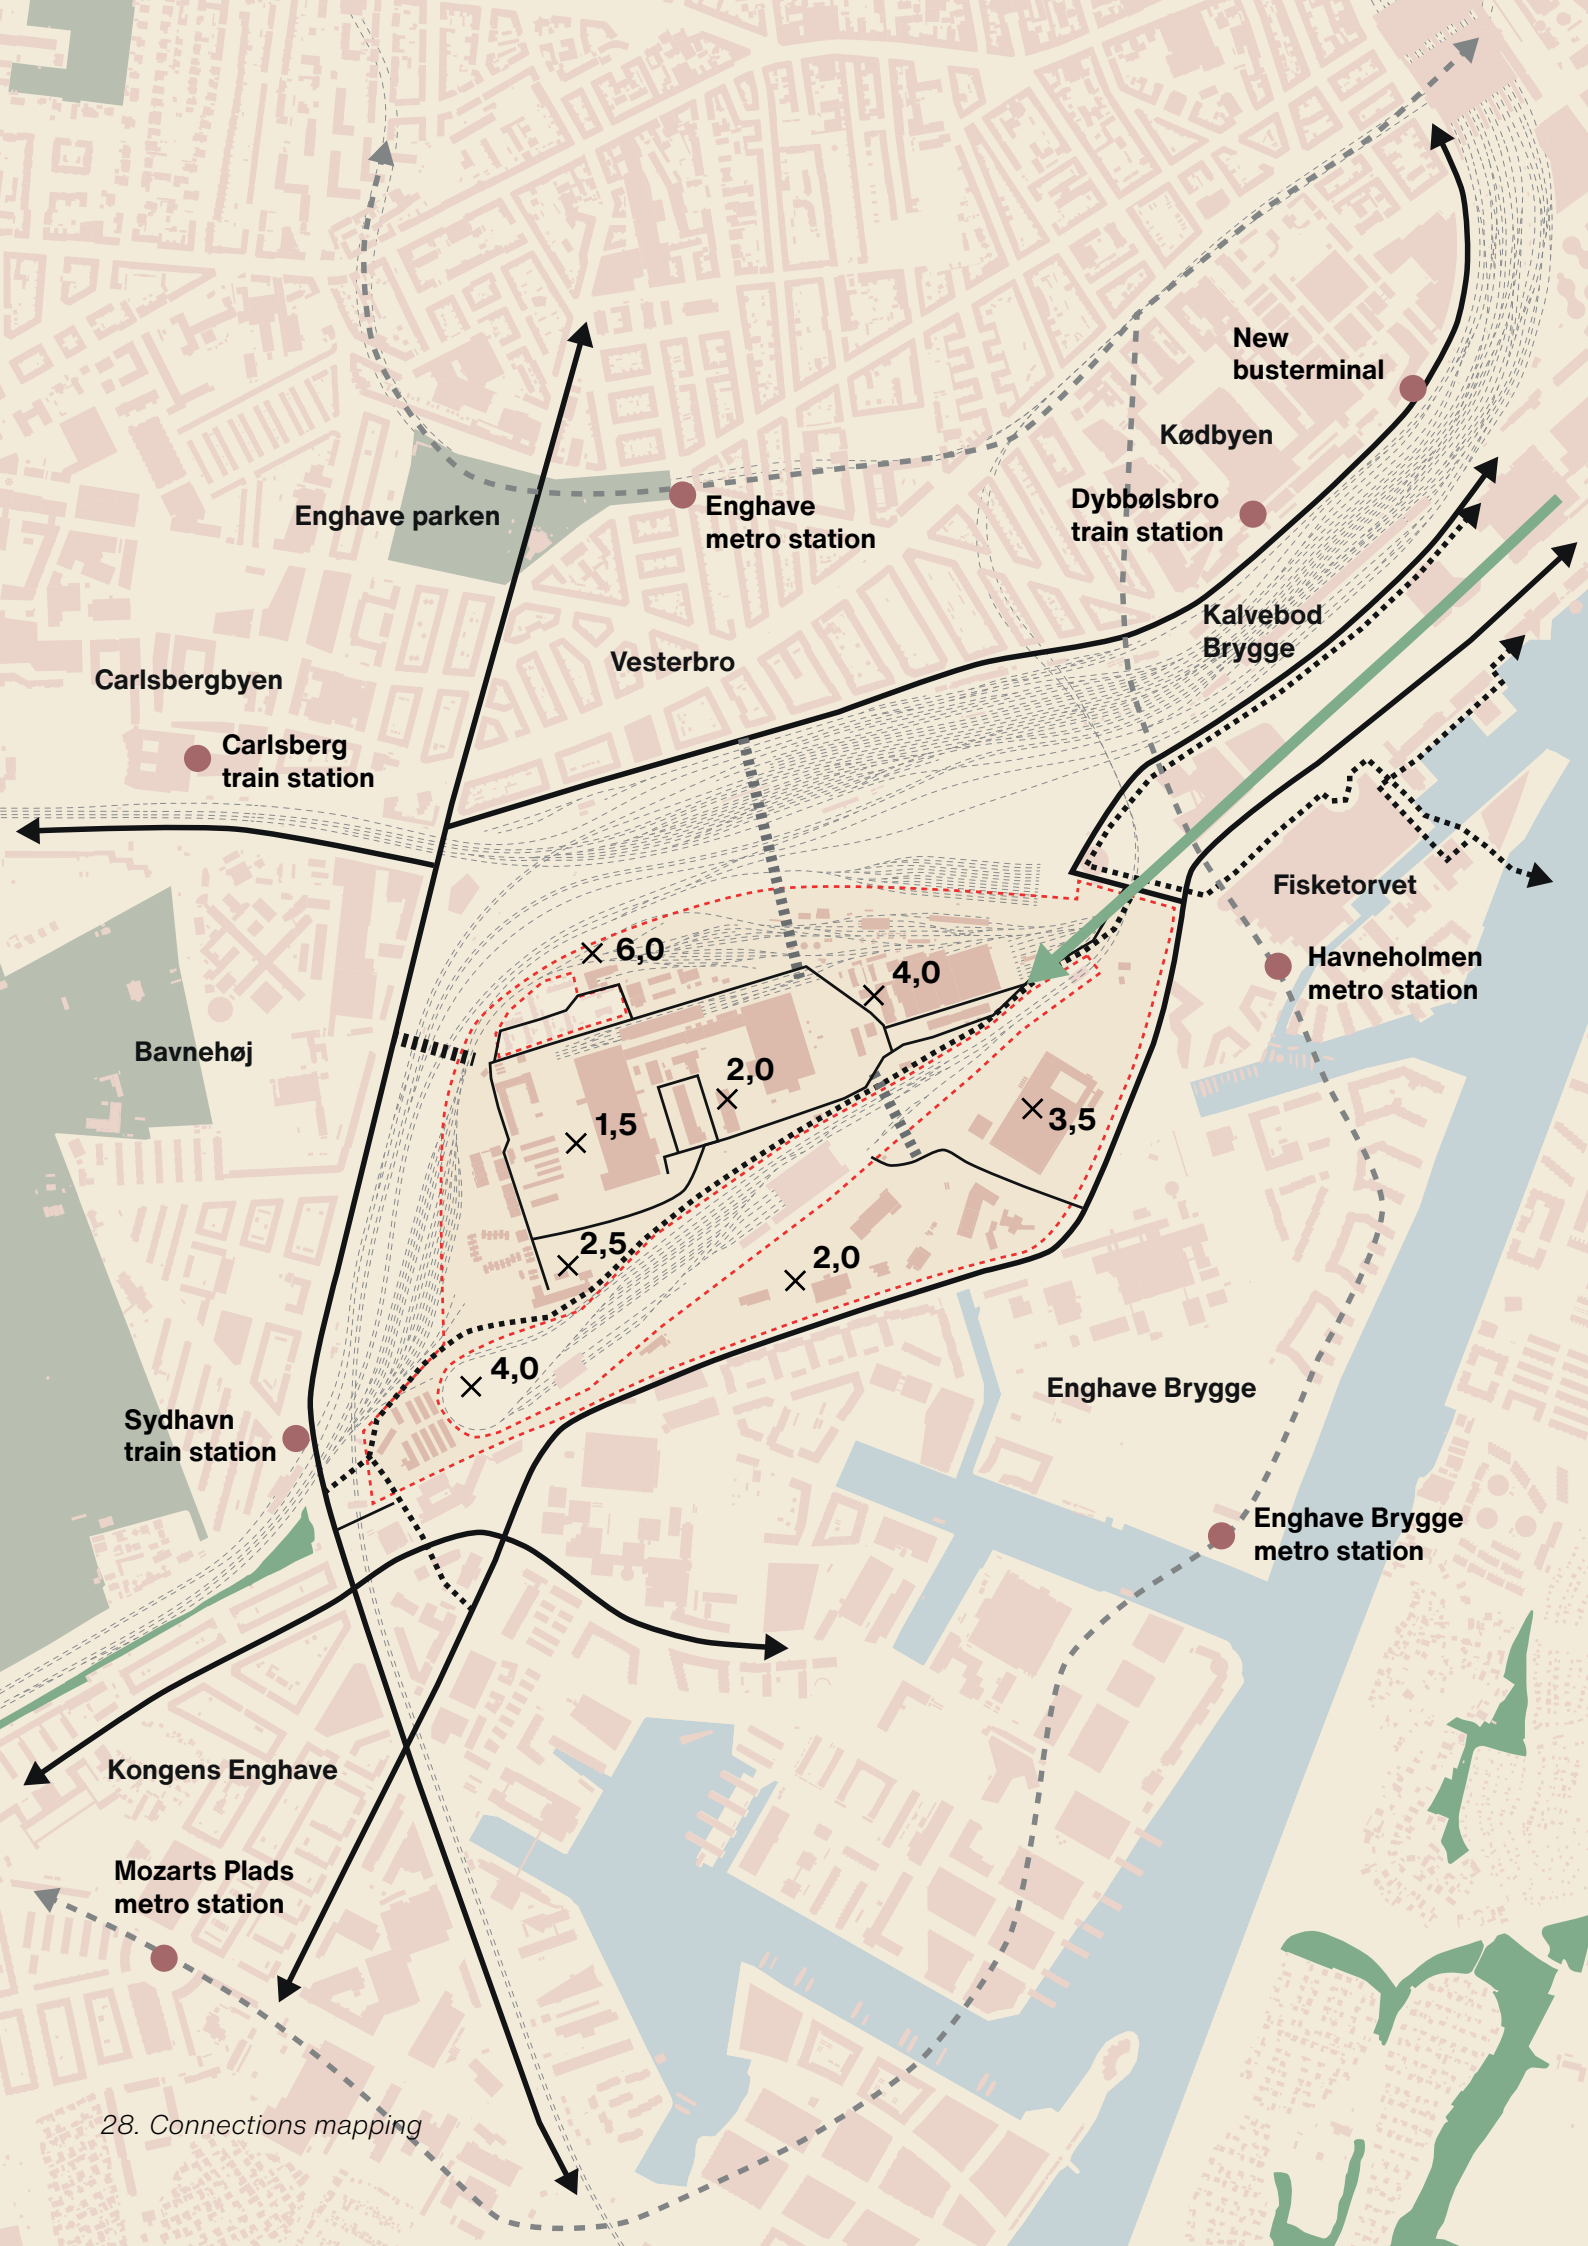 New
busterminal
Kødbyen
Dybbølsbro
train station
Enghave
metro station
Enghave parken
Kalvebod
Brygge
Vesterbro
Carlsbergbyen
Carlsberg
train station
Fisketorvet
6,0
4,0
Havneholmen
metro station
Bavnehøj
2,0
1,5
3,5
2,5
2,0
4,0
Enghave Brygge
Sydhavn
train station
Enghave Brygge
metro station
Kongens Enghave
Mozarts Plads
metro station
28. Connections mapping